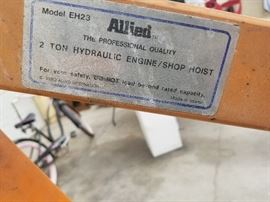 Model EH23
Allied
THE PROFESSIONAL QUALITY
2 TON HYDRAULIC ENGINE/SHOP HOIST
For your safety, DO NOT load beyond rated capacity.